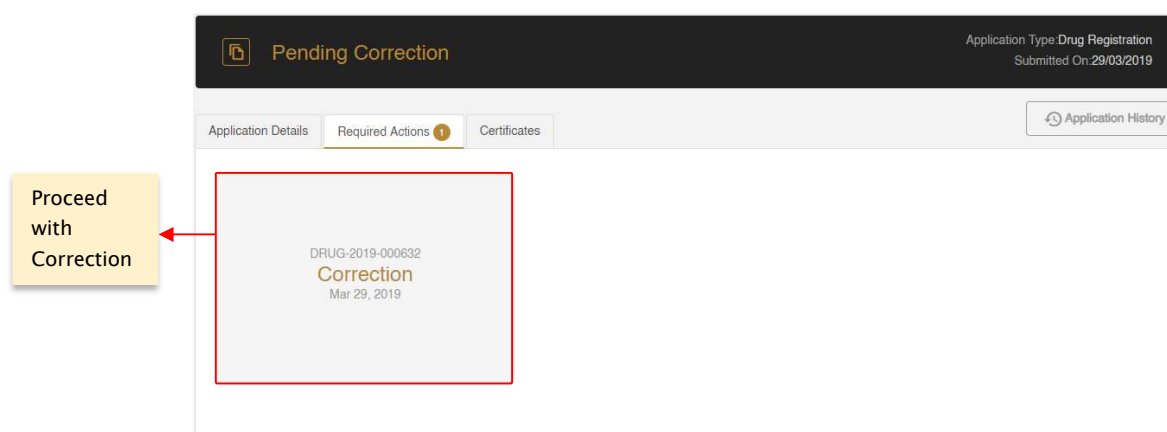 Pending Correction
Application Type:Drug Registration
Submitted On:29/03/2019
Application Details
Required Actions 1
Certificates
Application History
Proceed
with
Correction
DRUG-2019-000632
Correction
Mar 29, 2019